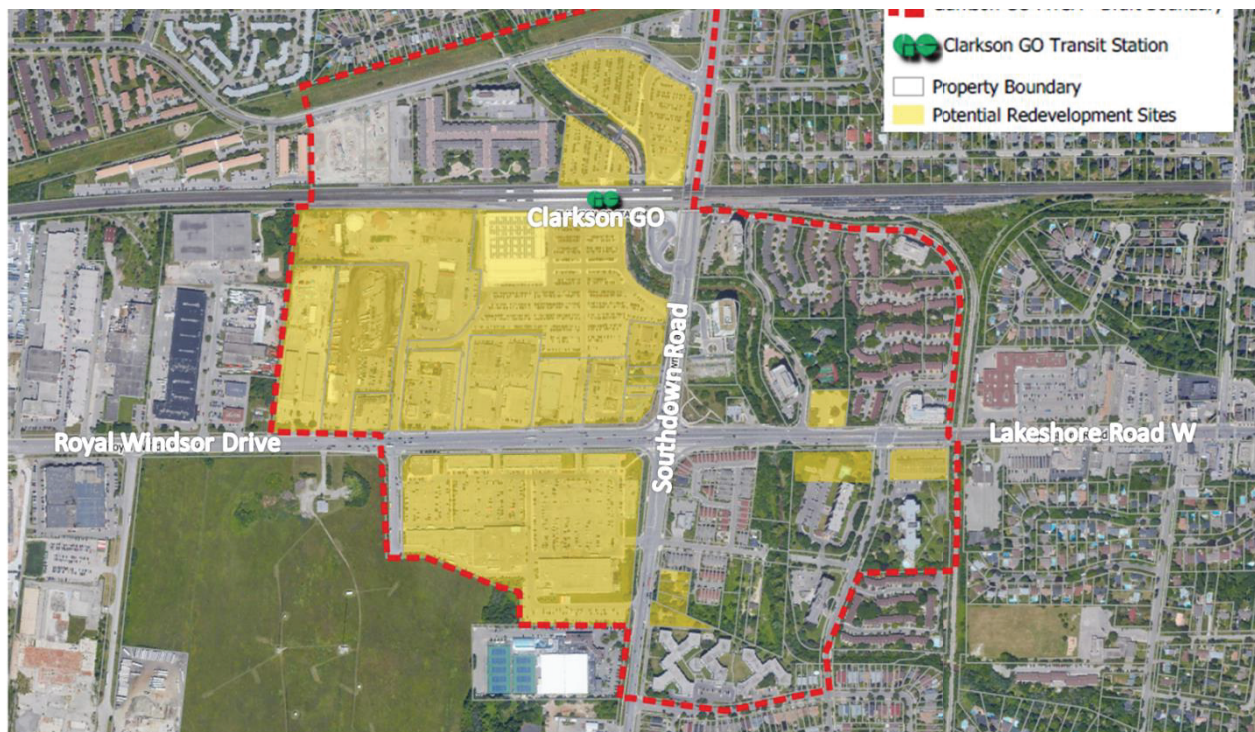 Clarkson GO Transit Station
Property Boundary
Potential Redevelopment Sites
Clarkson GO
Southdown Road
Royal Windsor Drive
Lakeshore Road W